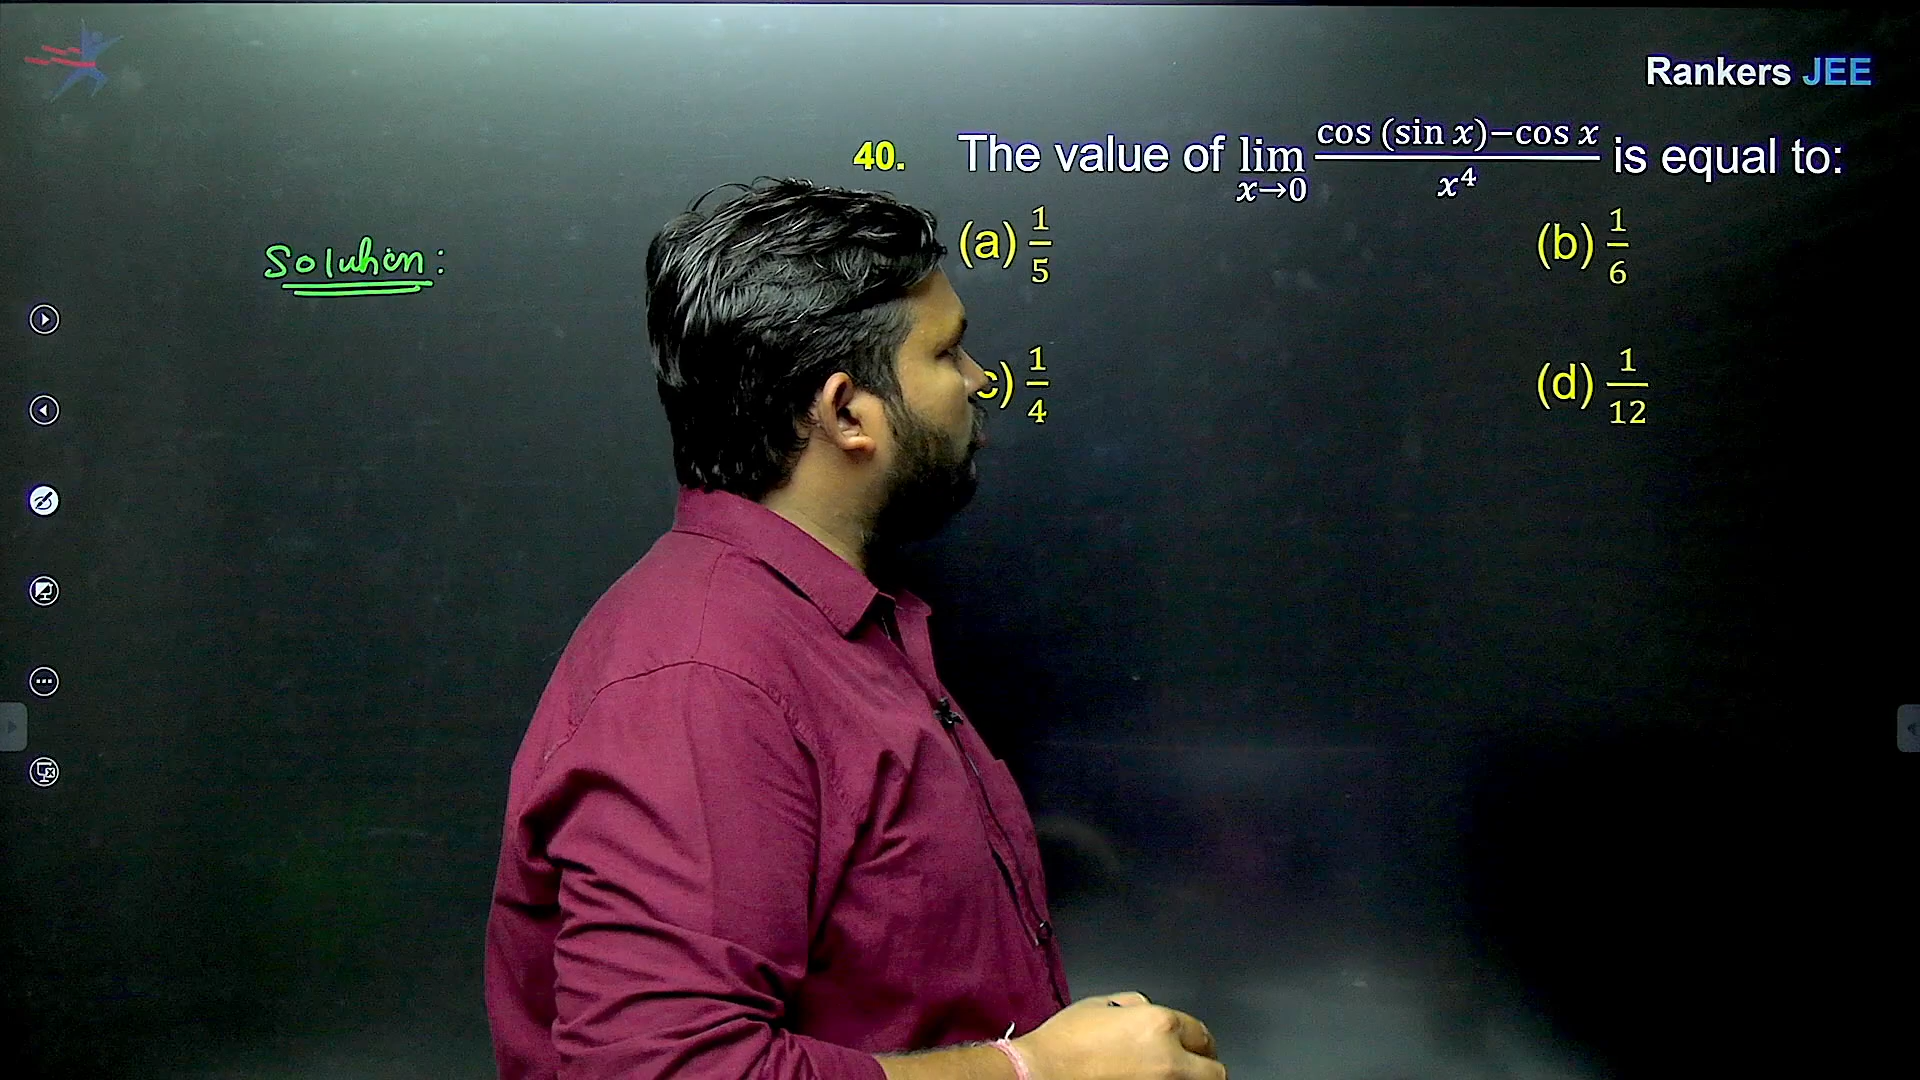 Rankers JEE
40. The value of lim x→0 cos (sin x)−cos x / x⁴ is equal to:
Solution:
(a) 1/5
(b) 1/6
c) 1/4
(d) 1/12